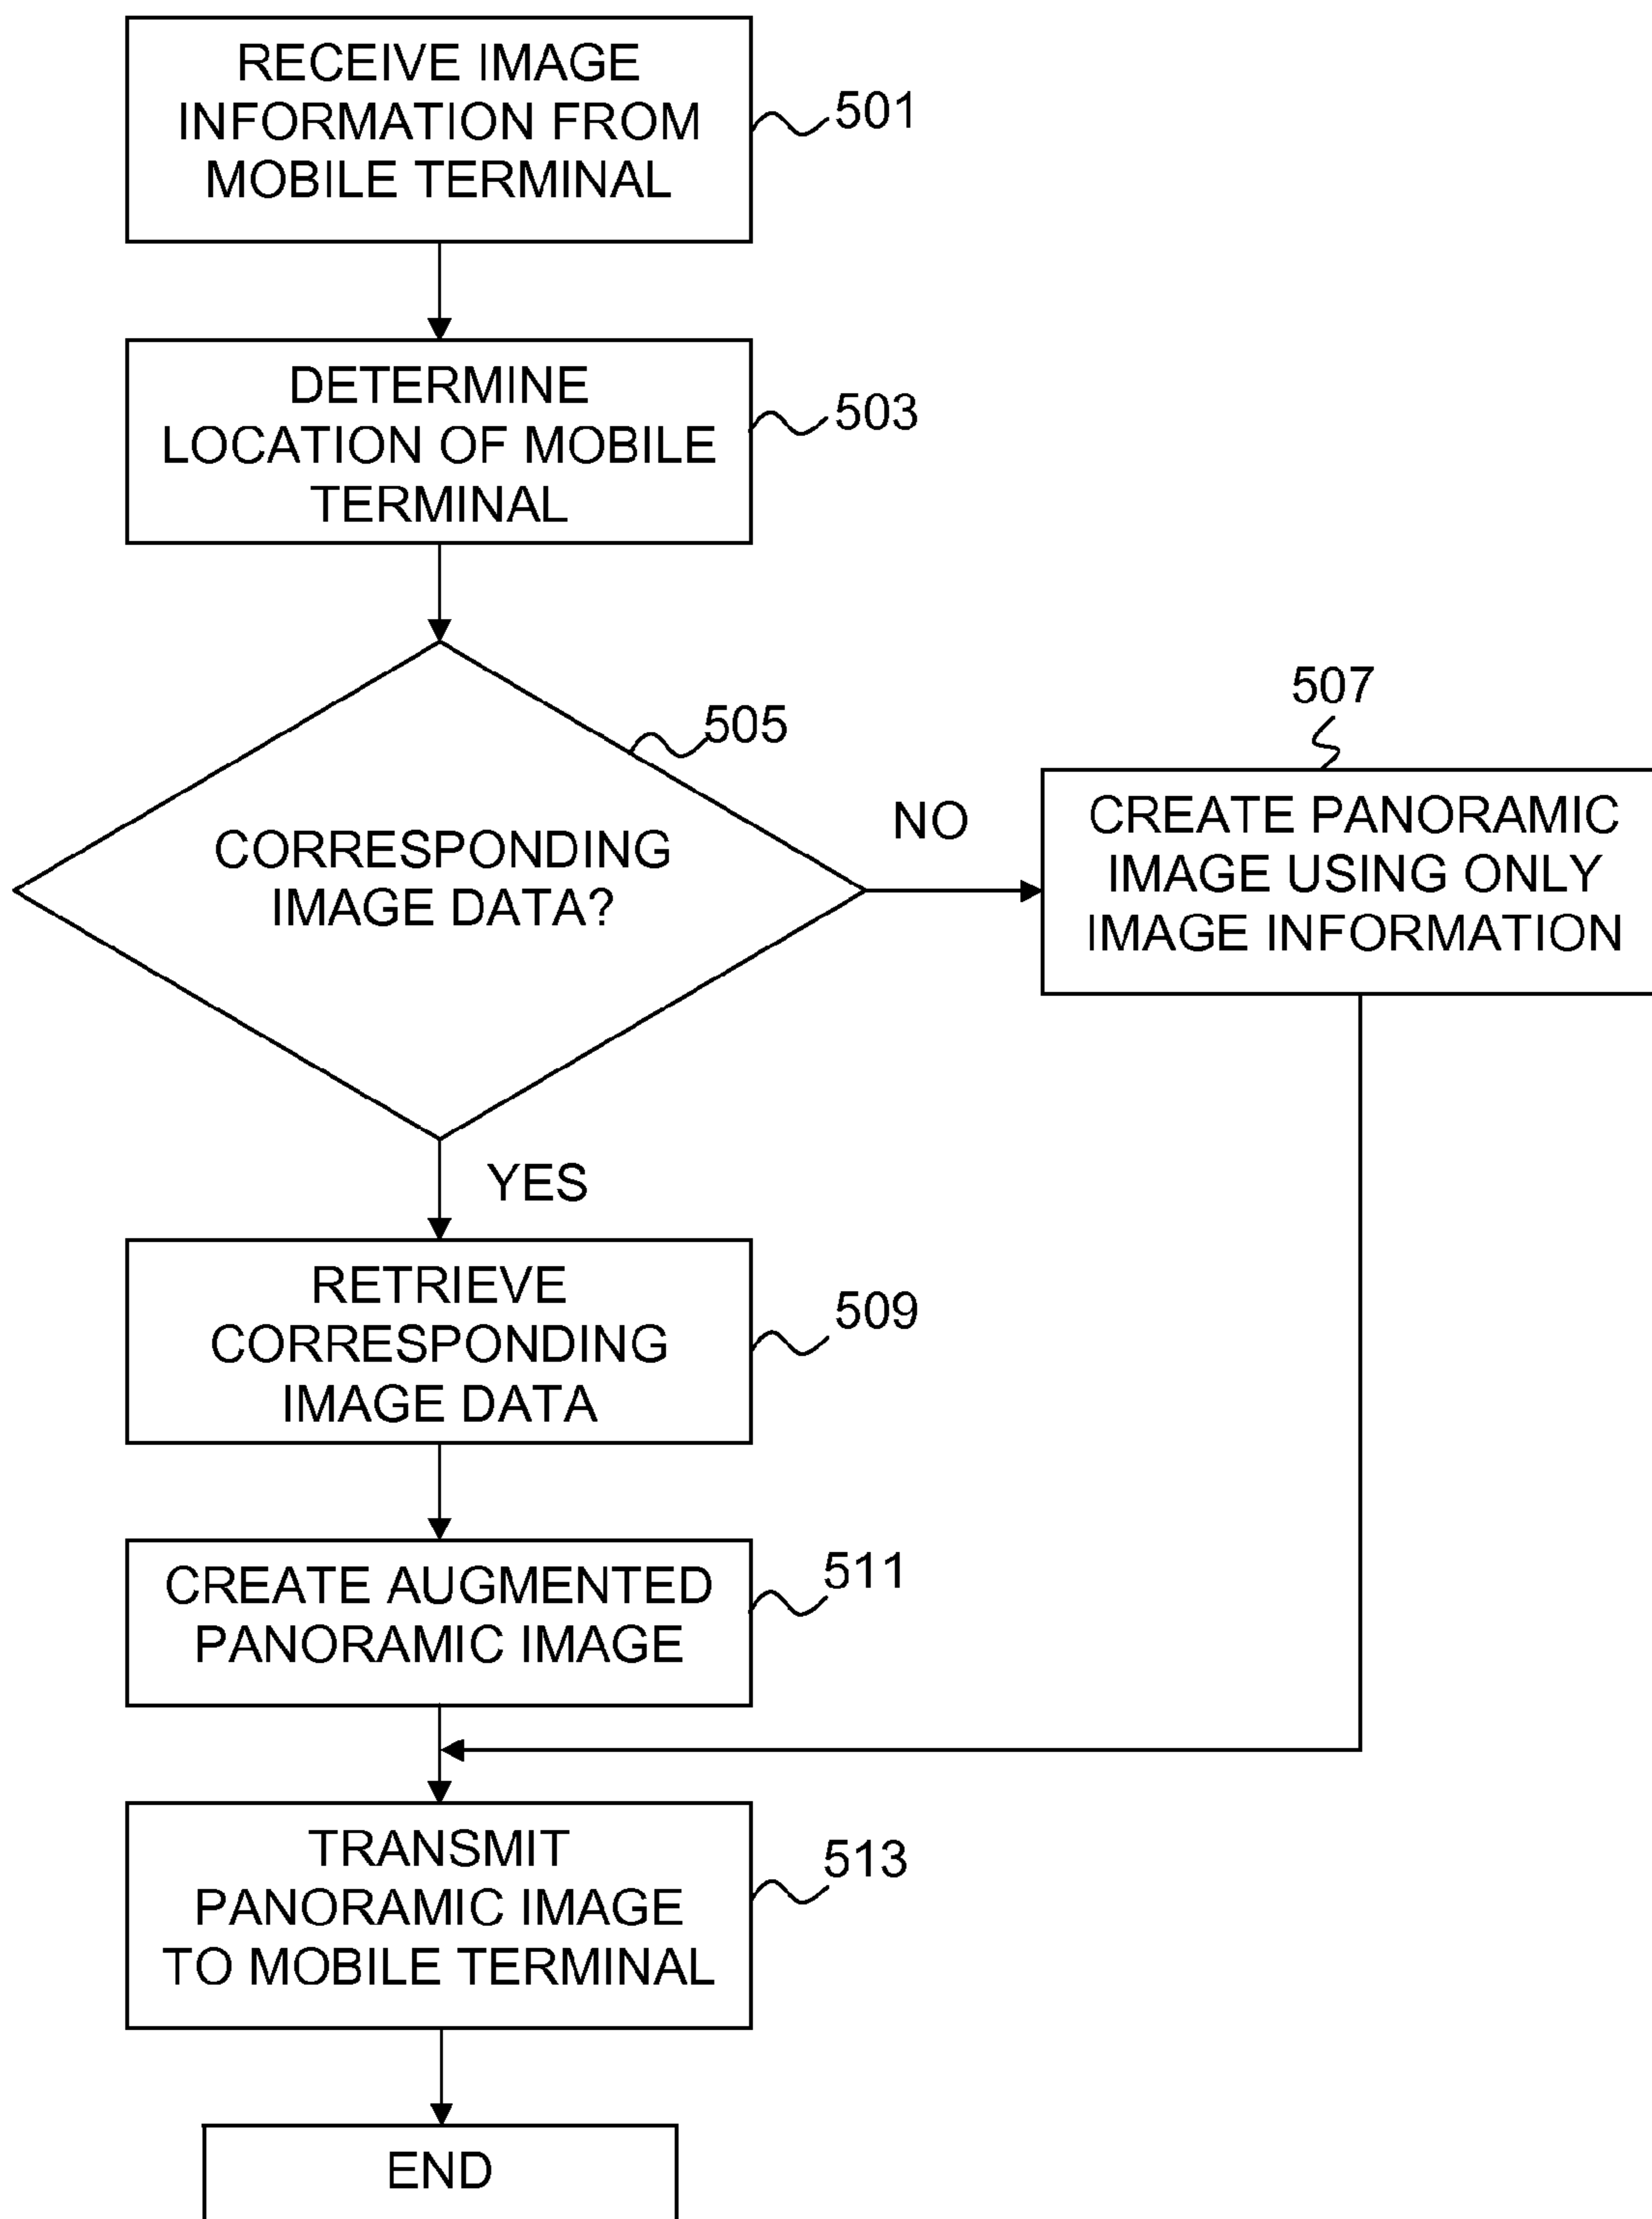 RECEIVE IMAGE
INFORMATION FROM
MOBILE TERMINAL
501
DETERMINE
LOCATION OF MOBILE
TERMINAL
503
505
CORRESPONDING
IMAGE DATA?
NO
507
CREATE PANORAMIC
IMAGE USING ONLY
IMAGE INFORMATION
YES
RETRIEVE
CORRESPONDING
IMAGE DATA
509
CREATE AUGMENTED
PANORAMIC IMAGE
511
TRANSMIT
PANORAMIC IMAGE
TO MOBILE TERMINAL
513
END